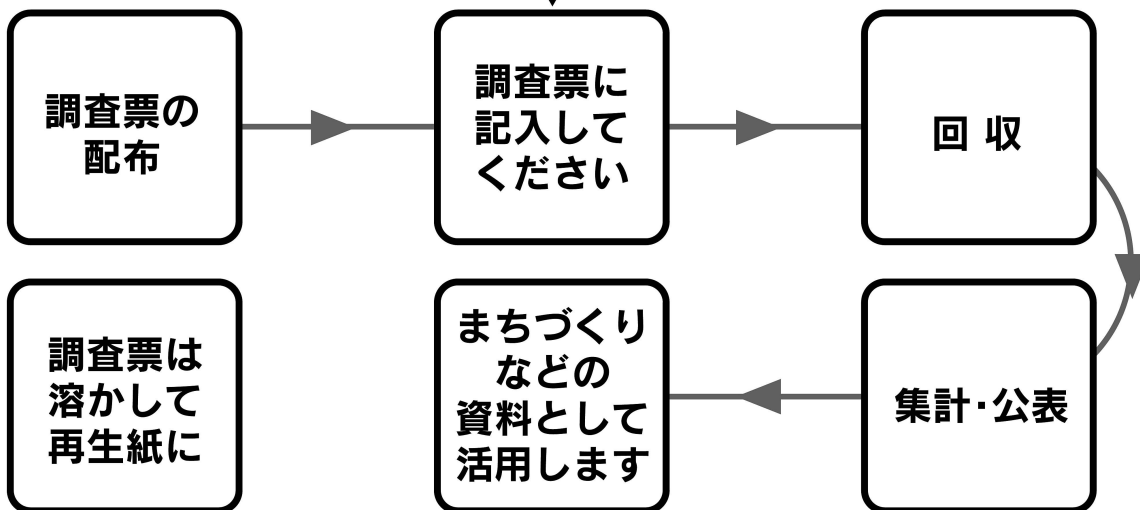 調査票の
配布
調査票に
記入して
ください
回 収
集計・公表
まちづくり
などの
資料として
活用します
調査票は
溶かして
再生紙に